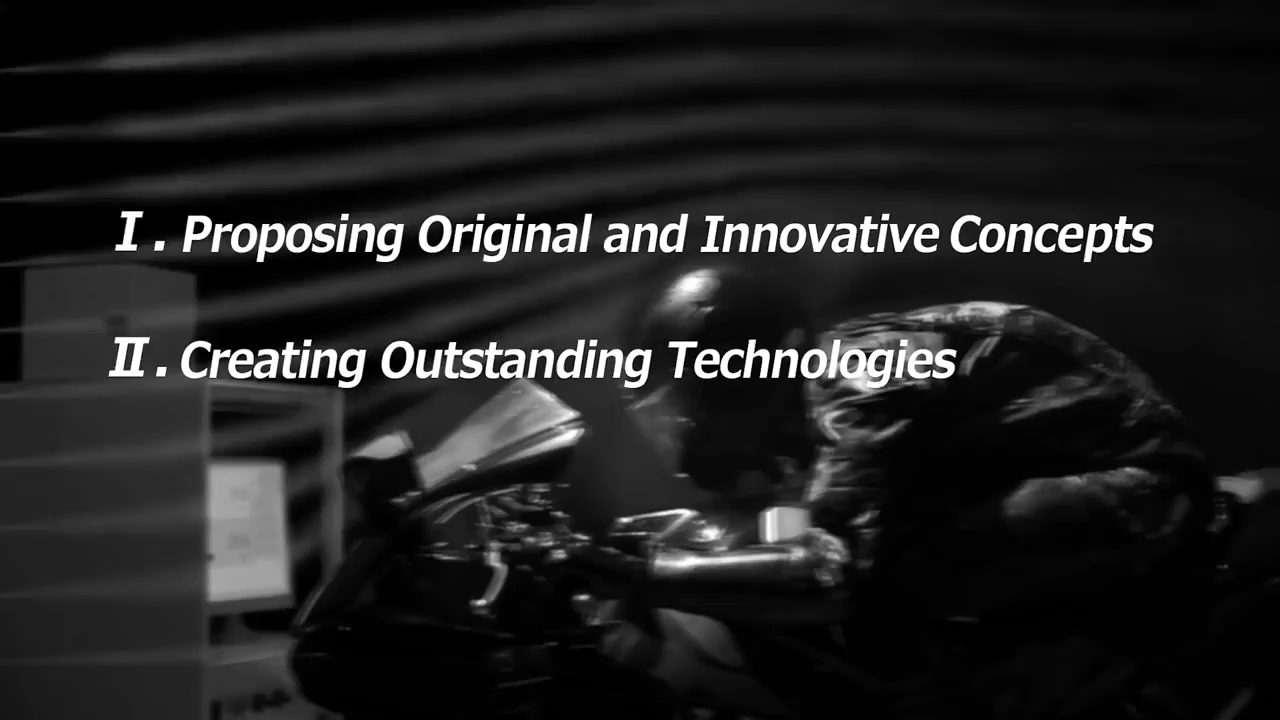 I. Proposing Original and Innovative Concepts
II. Creating Outstanding Technologies